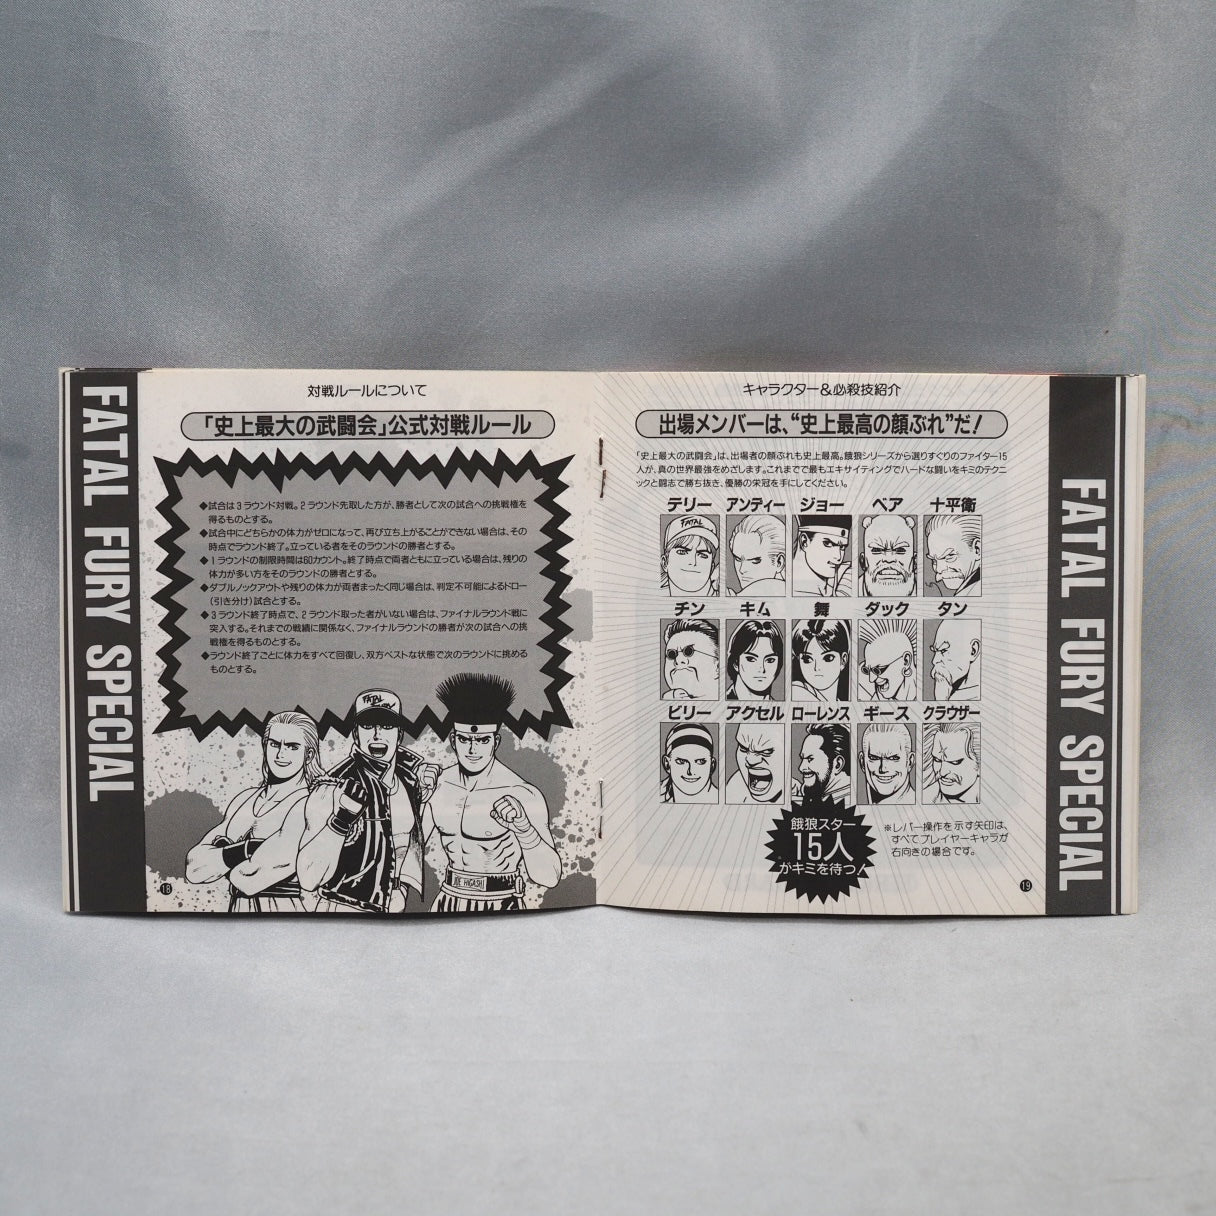 FATAL FURY SPECIAL
対戦ルールについて
「史上最大の武闘会」公式対戦ルール
◆試合は3ラウンド対戦。2ラウンド先取した方が、勝者として次の試合への挑戦権を
得るものとする。
◆試合中にどちらかの体力がゼロになって、再び立ち上がることができない場合は、その
時点でラウンド終了。立っている者をそのラウンドの勝者とする。
◆1ラウンドの制限時間は60カウント。終了時点で両者ともに立っている場合は、残りの
体力が多い方をそのラウンドの勝者とする。
◆ダブルノックアウトや残りの体力が両者まったく同じ場合は、判定不可能によるドロー
(引き分け)試合とする。
◆3ラウンド終了時点で、2ラウンド取った者がいない場合は、ファイナルラウンド戦に
突入する。それまでの戦績に関係なく、ファイナルラウンドの勝者が次の試合への挑
戦権を得るものとする。
◆ラウンド終了ごとに体力をすべて回復し、双方ベストな状態で次のラウンドに挑める
ものとする。
FATAL
JOE HIGASHI
18
キャラクター&必殺技紹介
出場メンバーは、“史上最高の顔ぶれ”だ!
「史上最大の武闘会」は、出場者の顔ぶれも史上最高。餓狼シリーズから選りすぐりのファイター15
人が、真の世界最強をめざします。これまでで最もエキサイティングでハードな闘いをキミのテクニ
ックと闘志で勝ち抜き、優勝の栄冠を手にしてください。
テリー アンディー ジョー ベア 十平衛
FATAL
チン キム 舞 ダック タン
ビリー アクセル ローレンス ギース クラウザー
餓狼スター
15人
がキミを待つ!
※レバー操作を示す矢印は、
すべてプレイヤーキャラが
右向きの場合です。
19
FATAL FURY SPECIAL